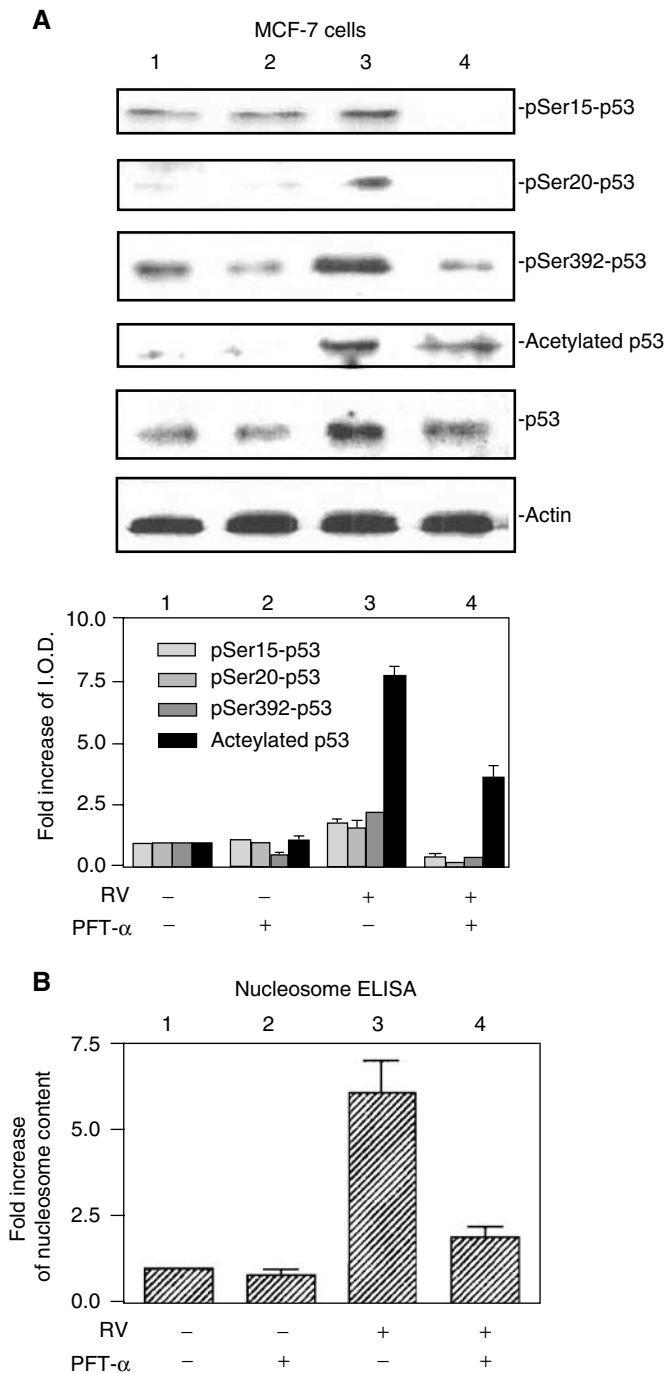 A
MCF-7 cells
1 2 3 4
-pSer15-p53
-pSer20-p53
-pSer392-p53
-Acetylated p53
-p53
-Actin
1 2 3 4
Fold increase of I.O.D.
10.0
7.5
5.0
2.5
0.0
pSer15-p53
pSer20-p53
pSer392-p53
Acteylated p53
RV – – + +
PFT-α – + – +
B
Nucleosome ELISA
1 2 3 4
Fold increase
of nucleosome content
7.5
5.0
2.5
0.0
RV – – + +
PFT-α – + – +